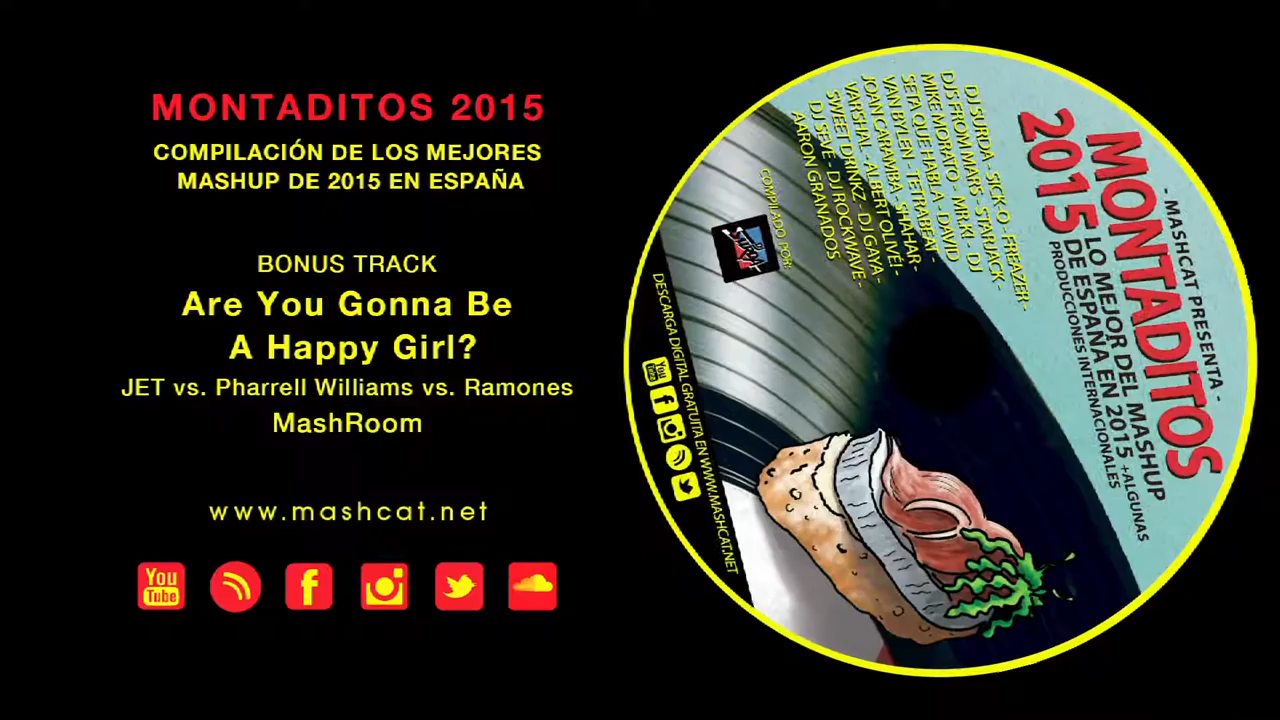 MONTADITOS 2015
COMPILACIÓN DE LOS MEJORES
MASHUP DE 2015 EN ESPAÑA
BONUS TRACK
Are You Gonna Be
A Happy Girl?
JET vs. Pharrell Williams vs. Ramones
MashRoom
www.mashcat.net
You
Tube
- MASHCAT PRESENTA -
MONTADITOS
2015
LO MEJOR DEL MASHUP
DE ESPAÑA EN 2015 +ALGUNAS
PRODUCCIONES INTERNACIONALES
DJ SURDA - SICK-O - FREAZER -
DJS FROM MARS - STARJACK -
MIKE MORATO - MR.KI - DJ
SETA QUE HABLA - DAVID
VAN BYLEN - TETRABEAT -
JOAN CARAMBA - SHAHAR -
VARSHAL - ALBERT OLIVÉ -
SWEET DRINKZ - DJ GAYA -
DJ SEVE - DJ ROCKWAVE -
AARON GRANADOS
COMPILADO POR:
DESCARGA DIGITAL GRATUITA EN WWW.MASHCAT.NET
You
Tube